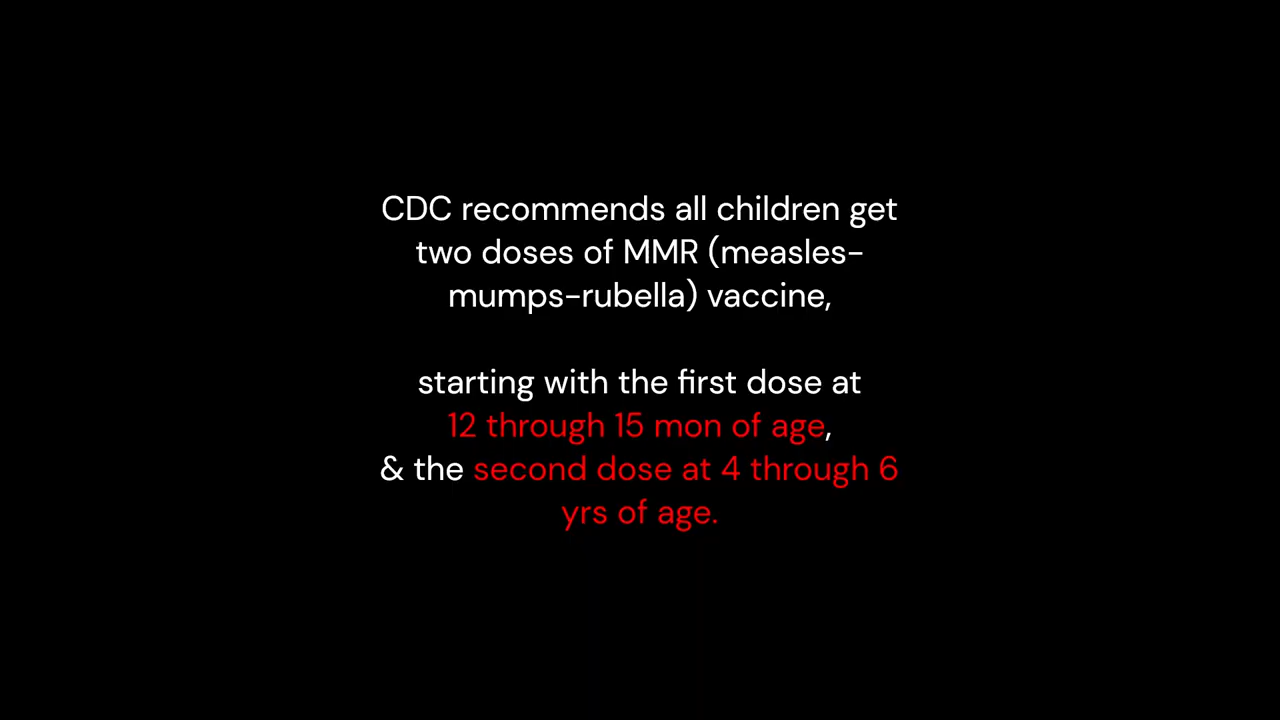 CDC recommends all children get
two doses of MMR (measles-
mumps-rubella) vaccine,
starting with the first dose at
12 through 15 mon of age,
& the second dose at 4 through 6
yrs of age.